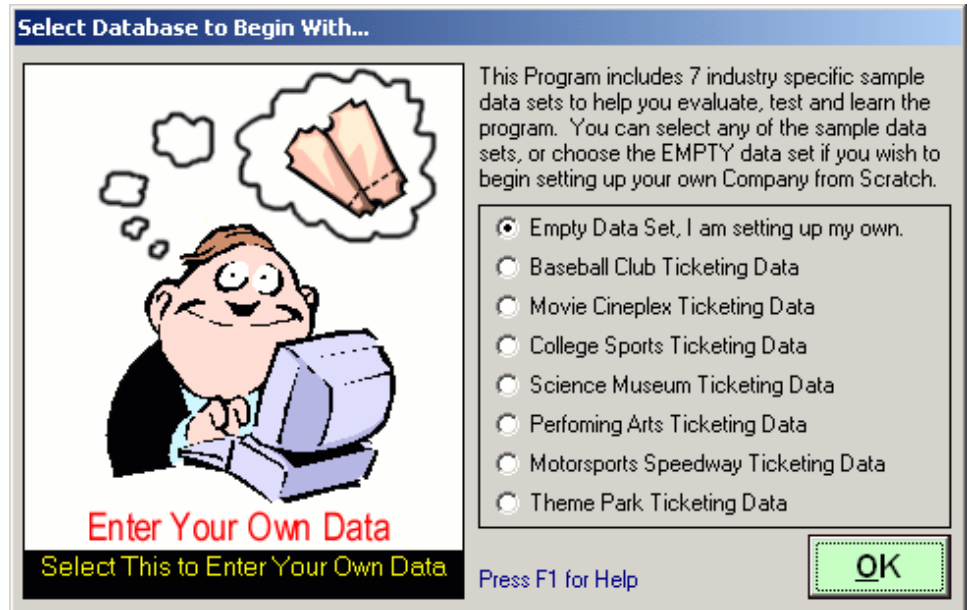 Select Database to Begin With...
This Program includes 7 industry specific sample
data sets to help you evaluate, test and learn the
program. You can select any of the sample data
sets, or choose the EMPTY data set if you wish to
begin setting up your own Company from Scratch.
Empty Data Set, I am setting up my own.
Baseball Club Ticketing Data
Movie Cineplex Ticketing Data
College Sports Ticketing Data
Science Museum Ticketing Data
Perfoming Arts Ticketing Data
Motorsports Speedway Ticketing Data
Theme Park Ticketing Data
Enter Your Own Data
Select This to Enter Your Own Data
Press F1 for Help
OK